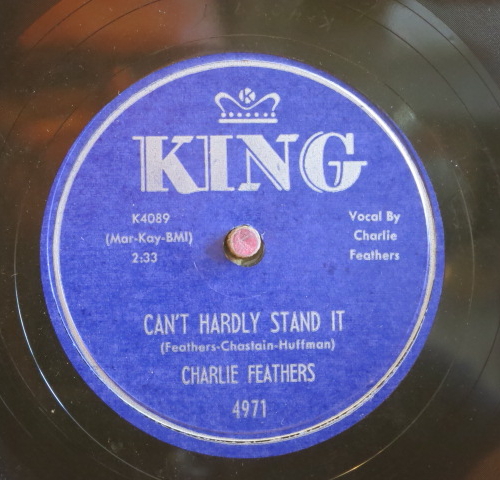 K
KING
K4089
(Mar-Kay-BMI)
2:33
Vocal By
Charlie
Feathers
CAN'T HARDLY STAND IT
(Feathers-Chastain-Huffman)
CHARLIE FEATHERS
4971